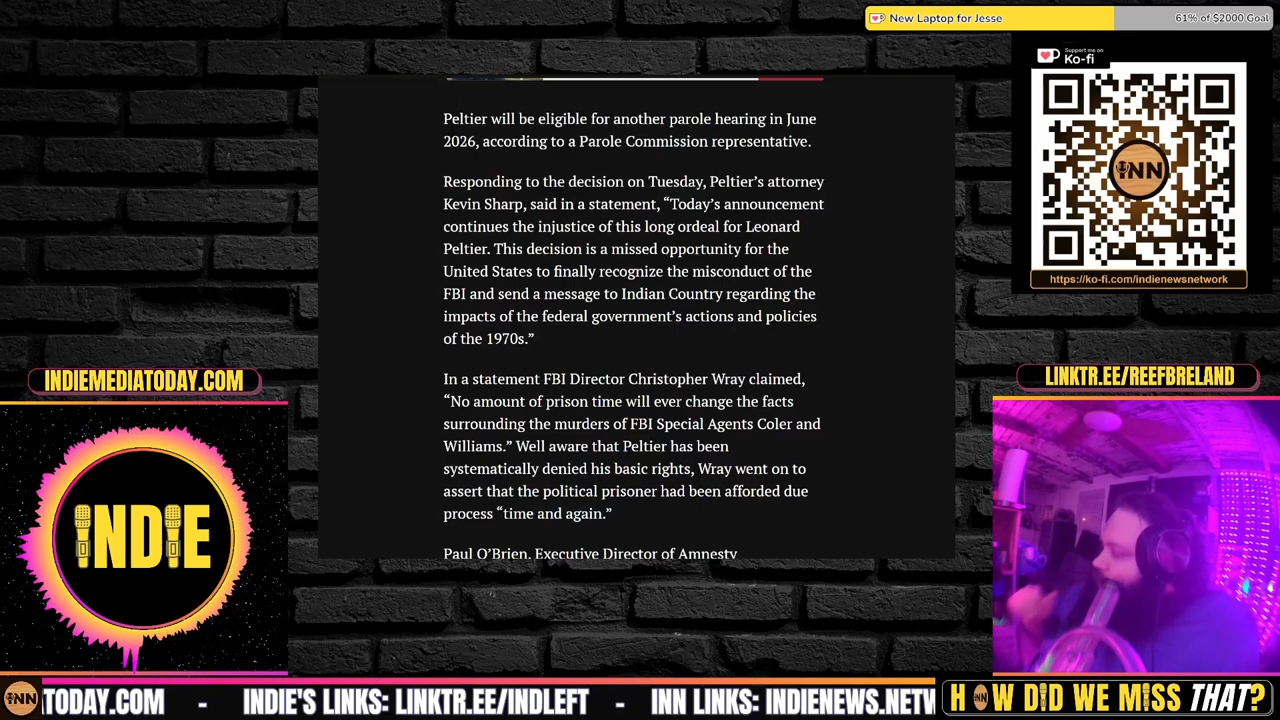 New Laptop for Jesse
61% of $2000 Goal
Support me on
Ko-fi
iNN
https://ko-fi.com/indienewsnetwork
Peltier will be eligible for another parole hearing in June
2026, according to a Parole Commission representative.
Responding to the decision on Tuesday, Peltier’s attorney
Kevin Sharp, said in a statement, “Today’s announcement
continues the injustice of this long ordeal for Leonard
Peltier. This decision is a missed opportunity for the
United States to finally recognize the misconduct of the
FBI and send a message to Indian Country regarding the
impacts of the federal government’s actions and policies
of the 1970s.”
In a statement FBI Director Christopher Wray claimed,
“No amount of prison time will ever change the facts
surrounding the murders of FBI Special Agents Coler and
Williams.” Well aware that Peltier has been
systematically denied his basic rights, Wray went on to
assert that the political prisoner had been afforded due
process “time and again.”
Paul O’Brien, Executive Director of Amnesty
INDIEMEDIATODAY.COM
INDIE
LINKTR.EE/REEFBRELAND
iNN
TODAY.COM - INDIE'S LINKS: LINKTR.EE/INDLEFT - INN LINKS: INDIENEWS.NETW
HOW DID WE MISS THAT?